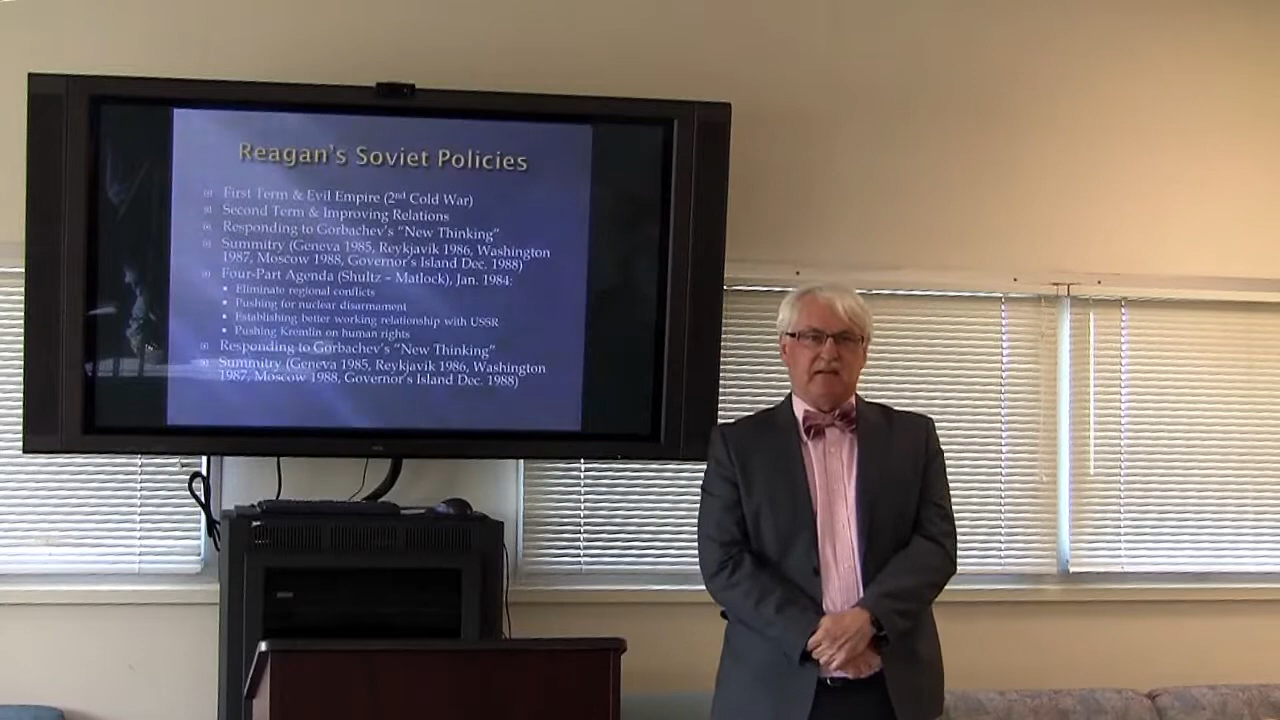 Reagan's Soviet Policies
First Term & Evil Empire (2nd Cold War)
Second Term & Improving Relations
Responding to Gorbachev's "New Thinking"
Summitry (Geneva 1985, Reykjavik 1986, Washington
1987, Moscow 1988, Governor's Island Dec. 1988)
Four-Part Agenda (Shultz – Matlock), Jan. 1984:
Eliminate regional conflicts
Pushing for nuclear disarmament
Establishing better working relationship with USSR
Pushing Kremlin on human rights
Responding to Gorbachev's "New Thinking"
Summitry (Geneva 1985, Reykjavik 1986, Washington
1987, Moscow 1988, Governor's Island Dec. 1988)